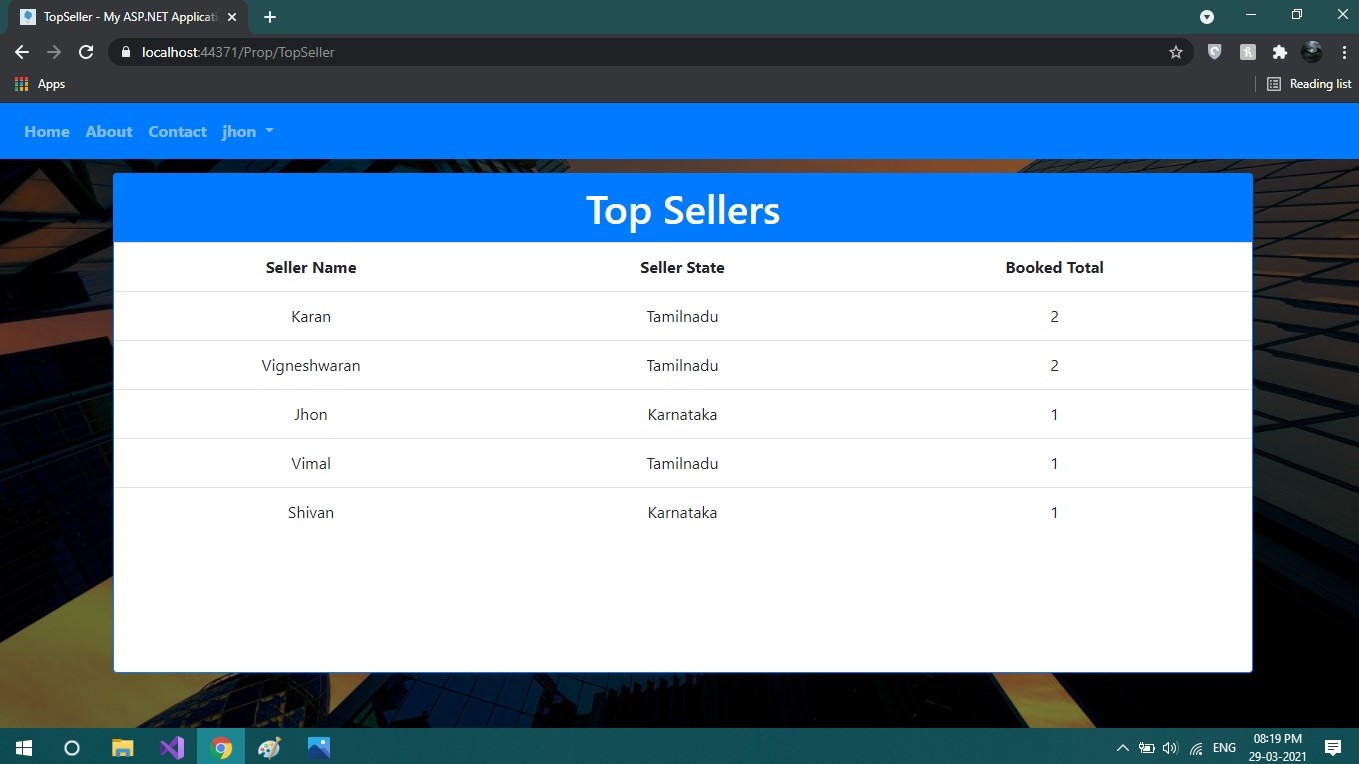 TopSeller - My ASP.NET Applicati
localhost:44371/Prop/TopSeller
Apps
Reading list
Home About Contact jhon
Top Sellers
Seller Name Seller State Booked Total
Karan Tamilnadu 2
Vigneshwaran Tamilnadu 2
Jhon Karnataka 1
Vimal Tamilnadu 1
Shivan Karnataka 1
ENG
08:19 PM
29-03-2021